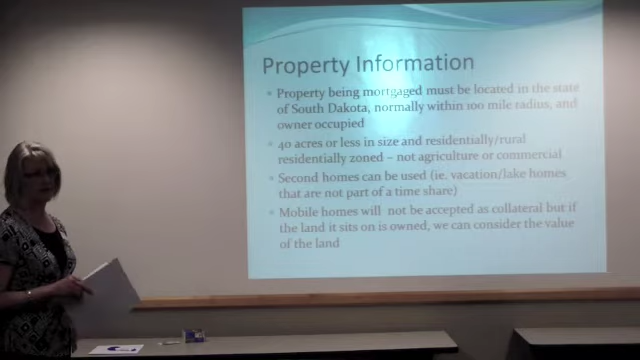 Property Information
Property being mortgaged must be located in the state
of South Dakota, normally within 100 mile radius, and
owner occupied
40 acres or less in size and residentially/rural
residentially zoned – not agriculture or commercial
Second homes can be used (ie. vacation/lake homes
that are not part of a time share)
Mobile homes will not be accepted as collateral but if
the land it sits on is owned, we can consider the value
of the land